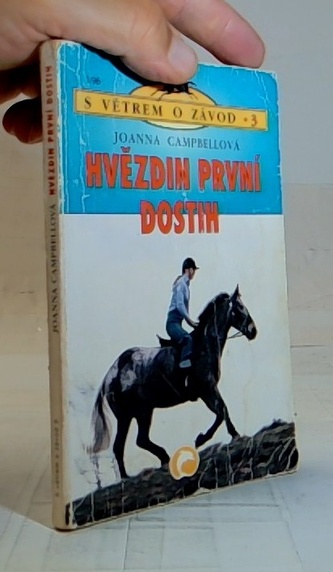 S VĚTREM O ZÁVOD • 3
JOANNA CAMPBELLOVÁ
HVĚZDIN PRVNÍ
DOSTIH
JOANNA CAMPBELLOVÁ HVĚZDIN PRVNÍ DOSTIH